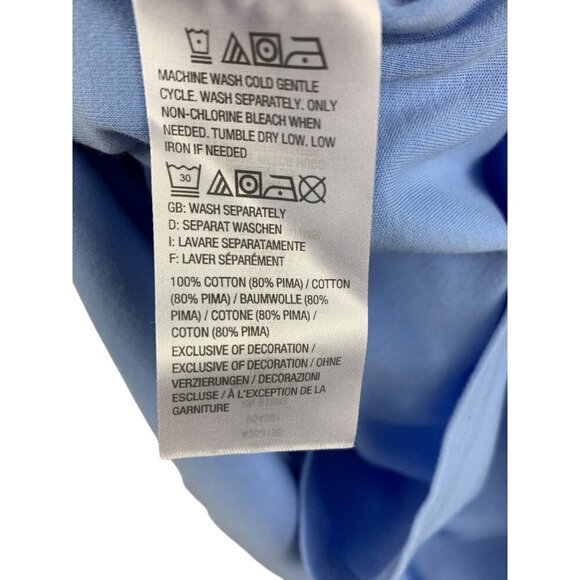 MACHINE WASH COLD GENTLE
CYCLE. WASH SEPARATELY. ONLY
NON-CHLORINE BLEACH WHEN
NEEDED. TUMBLE DRY LOW. LOW
IRON IF NEEDED
30
GB: WASH SEPARATELY
D: SEPARAT WASCHEN
I: LAVARE SEPARATAMENTE
F: LAVER SÉPARÉMENT
100% COTTON (80% PIMA) / COTTON
(80% PIMA) / BAUMWOLLE (80%
PIMA) / COTONE (80% PIMA) /
COTON (80% PIMA)
EXCLUSIVE OF DECORATION /
EXCLUSIVE OF DECORATION / OHNE
VERZIERUNGEN / DECORAZIONI
ESCLUSE / À L'EXCEPTION DE LA
GARNITURE